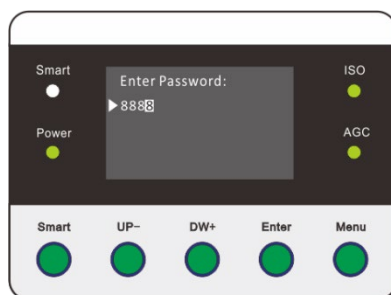 Smart
Enter Password:
8888
ISO
Power
AGC
Smart UP- DW+ Enter Menu